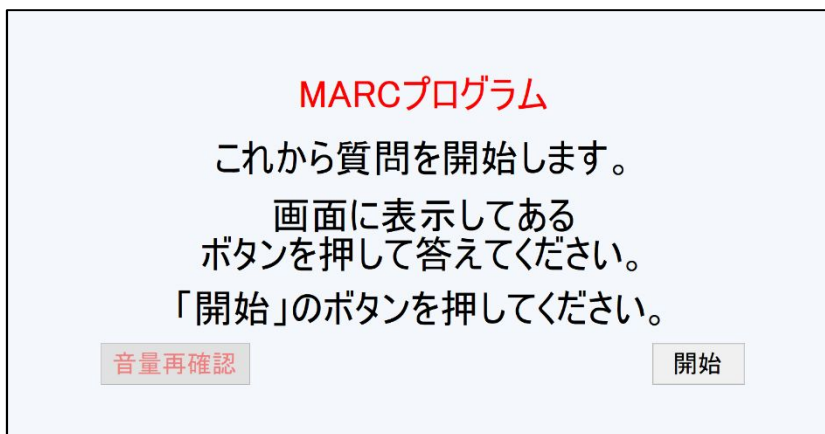 MARCプログラム
これから質問を開始します。
画面に表示してある
ボタンを押して答えてください。
「開始」のボタンを押してください。
音量再確認
開始